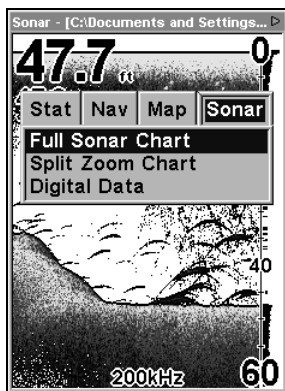 Sonar - [C:\Documents and Settings...
47.7 ft
0
Stat Nav Map Sonar
Full Sonar Chart
Split Zoom Chart
Digital Data
40
200kHz
60